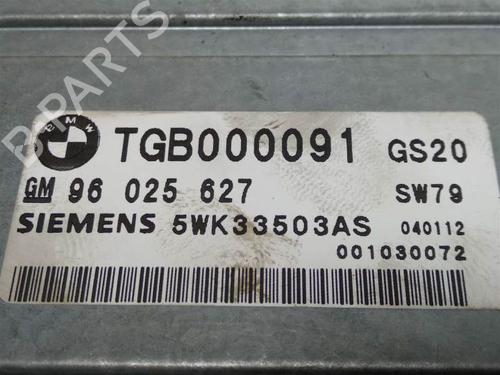 B-PARTS
BMW
TGB000091 GS20
GM 96 025 627 SW79
SIEMENS 5WK33503AS 040112
001030072